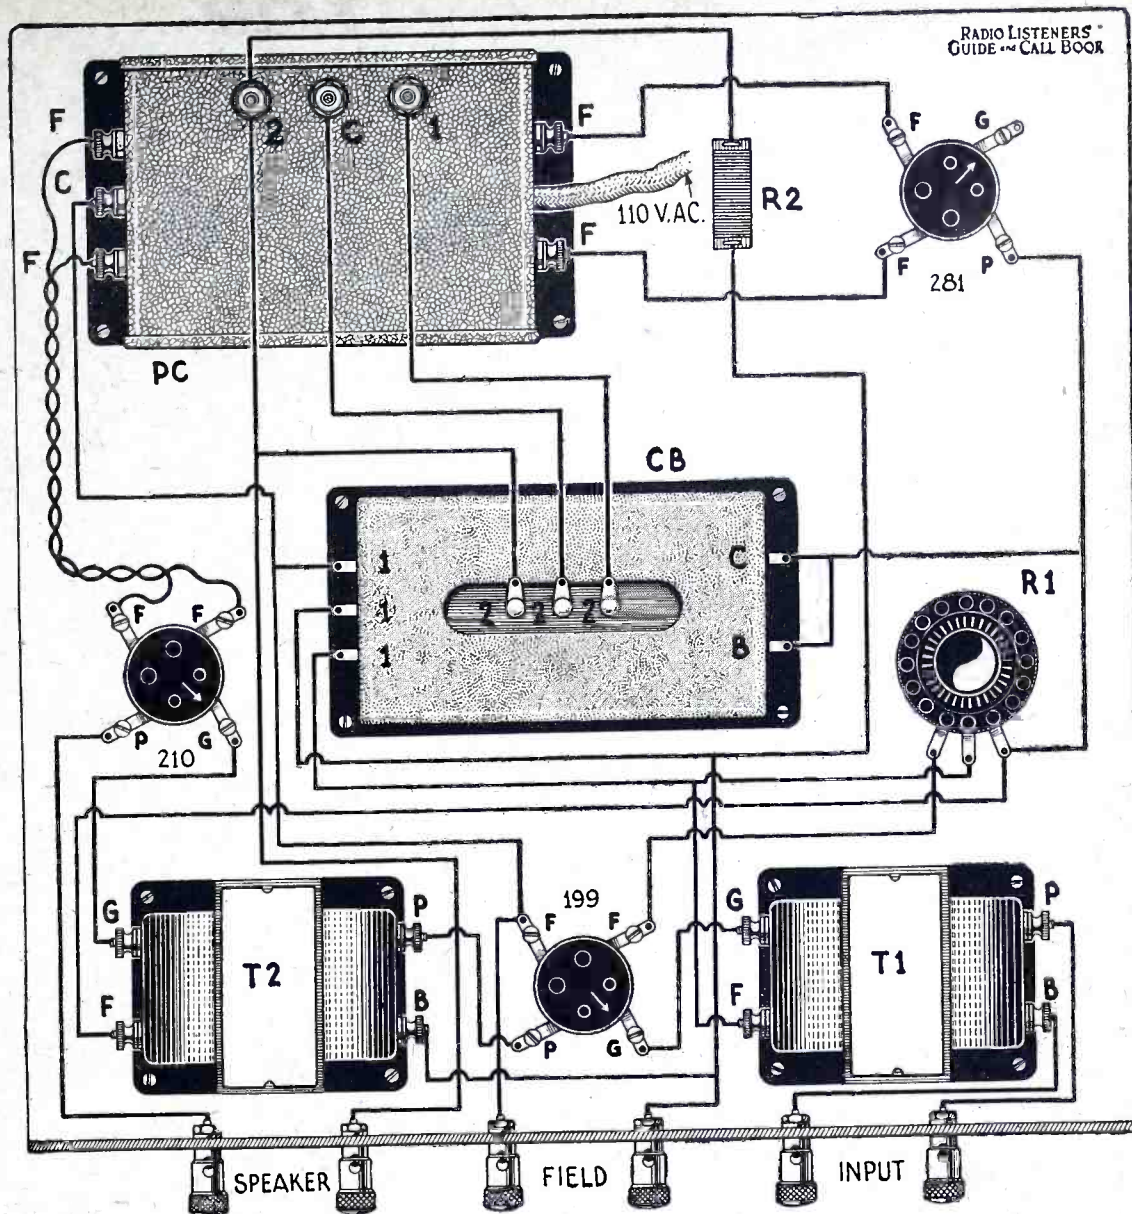 RADIO LISTENERS'
GUIDE and CALL BOOK
2 C 1
F F
C
F F
110 V. AC.
R2
F G
F P
281
PC
CB
1 C
1 2 2 2
1 B
R1
F F
P G
210
199
G T2 P
F B
F F
P G
G T1 P
F B
SPEAKER FIELD INPUT